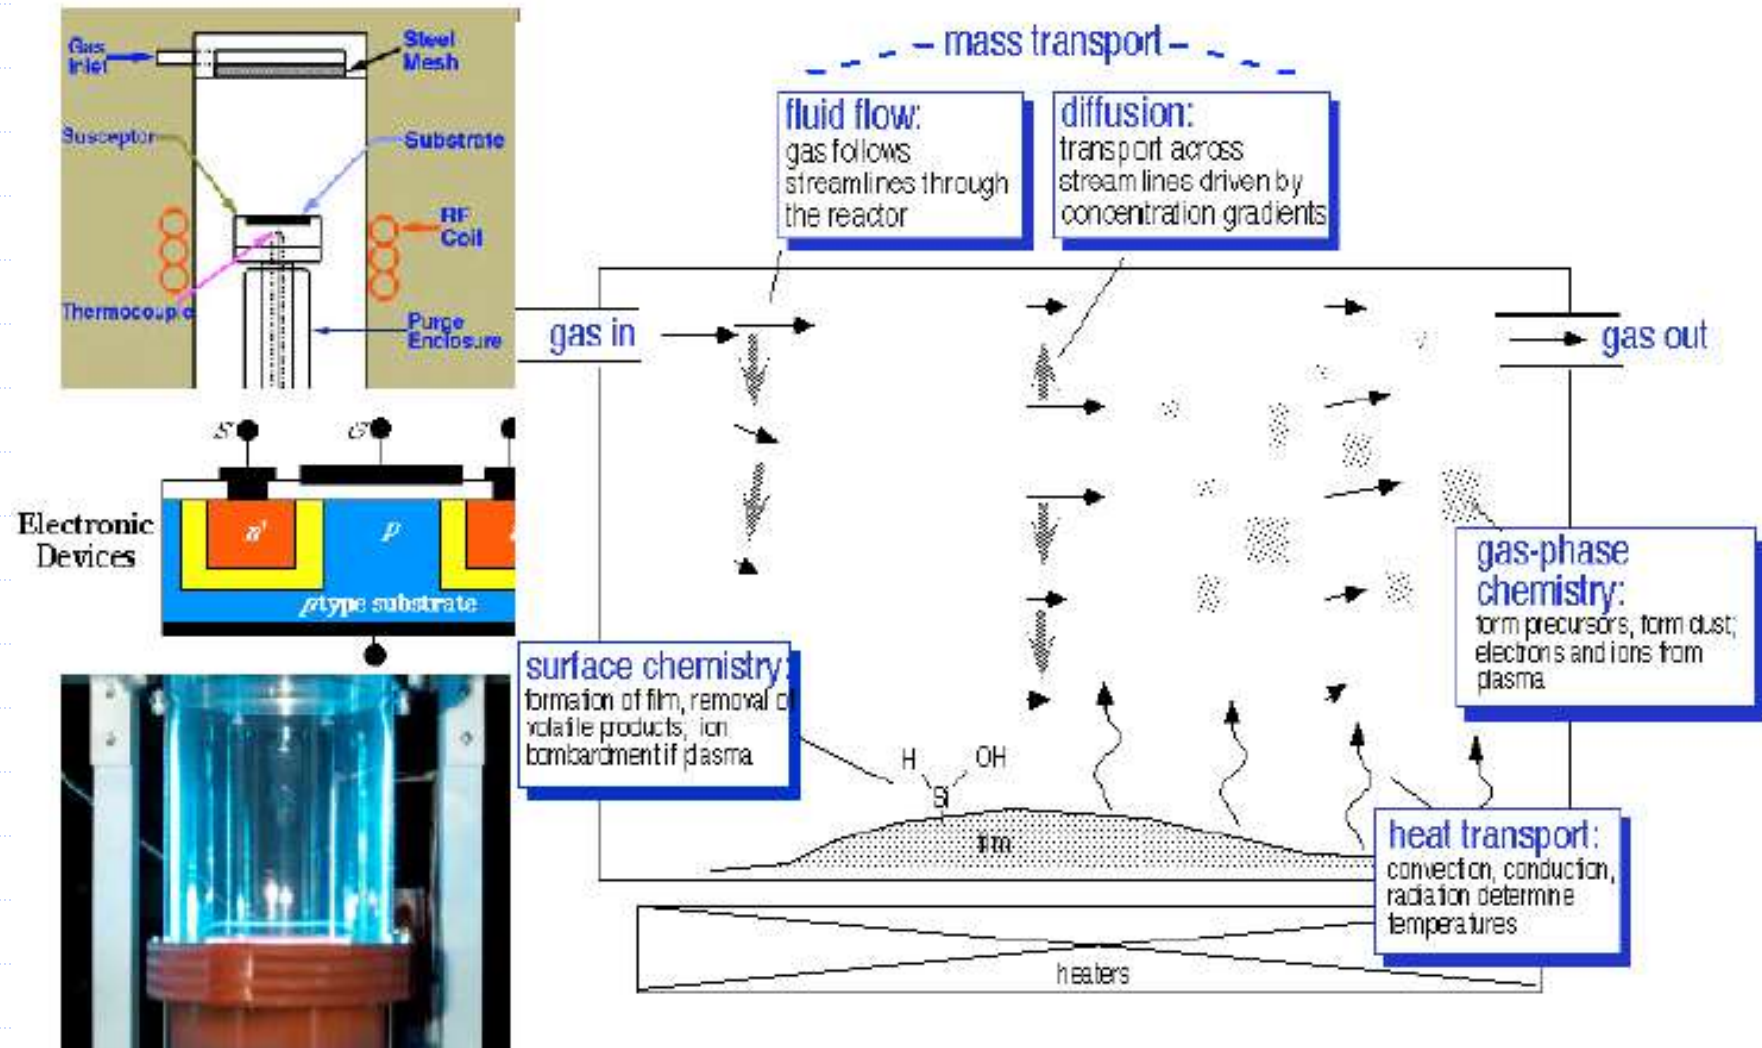 Gas
Inlet
Steel
Mesh
Susceptor
Substrate
RF
Coil
Thermocouple
Purge
Enclosure
S
G
Electronic
Devices
n⁺
p
p type substrate
mass transport
fluid flow:
gas follows
streamlines through
the reactor
diffusion:
transport across
streamlines driven by
concentration gradients
gas in
gas out
gas-phase
chemistry:
form precursors, form dust;
electrons and ions from
plasma
surface chemistry:
formation of film, removal of
volatile products; ion
bombardment if plasma
H
OH
Si
film
heat transport:
convection, conduction,
radiation determine
temperatures
heaters